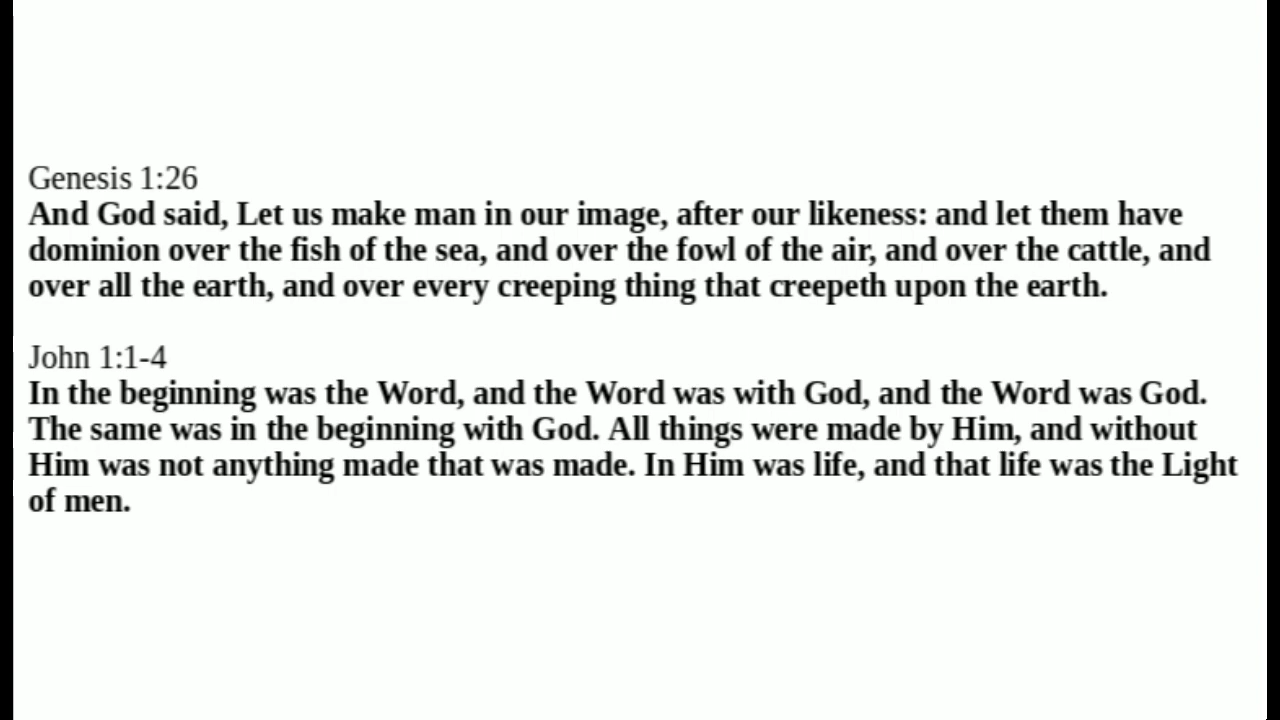 Genesis 1:26
And God said, Let us make man in our image, after our likeness: and let them have
dominion over the fish of the sea, and over the fowl of the air, and over the cattle, and
over all the earth, and over every creeping thing that creepeth upon the earth.
John 1:1-4
In the beginning was the Word, and the Word was with God, and the Word was God.
The same was in the beginning with God. All things were made by Him, and without
Him was not anything made that was made. In Him was life, and that life was the Light
of men.